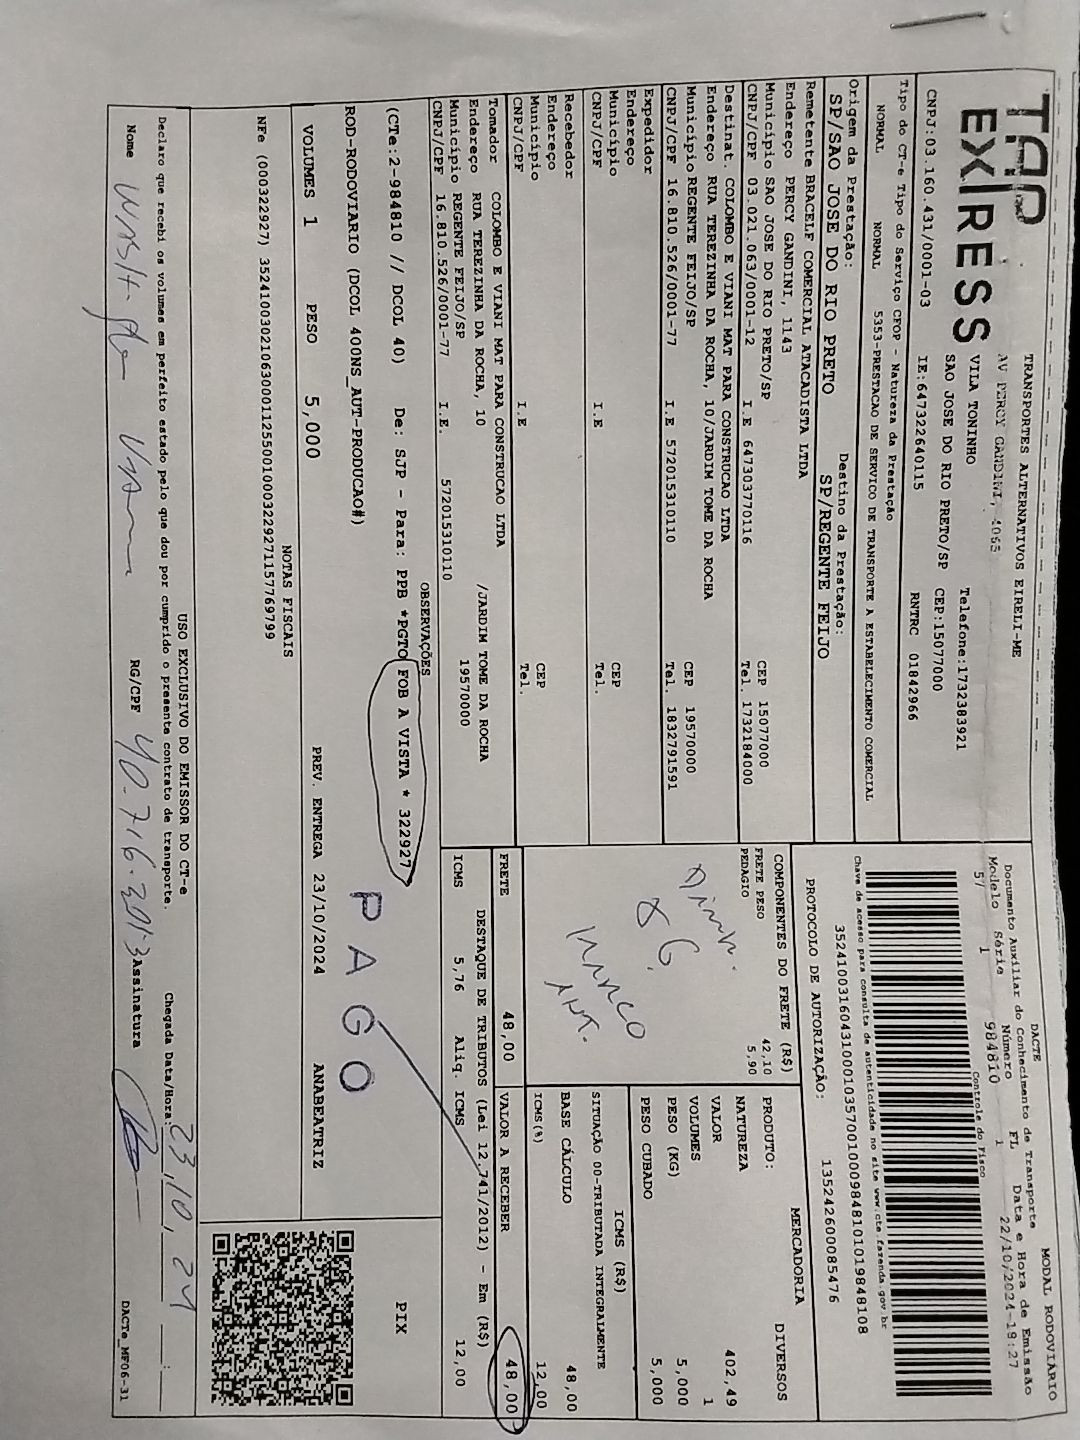 TAP
EX/RESS
TRANSPORTES ALTERNATIVOS EIRELI-ME
AV PERCY GANDINI, 4065
VILA TONINHO
SAO JOSE DO RIO PRETO/SP CEP:15077000
Telefone:1732383921
CNPJ:03.160.431/0001-03 IE:647322640115 RNTRC 01842966
Tipo do CT-e Tipo do Serviço CFOP - Natureza da Prestação
NORMAL NORMAL 5353-PRESTACAO DE SERVICO DE TRANSPORTE A ESTABELECIMENTO COMERCIAL
Origem da Prestação: Destino da Prestação:
SP/SAO JOSE DO RIO PRETO SP/REGENTE FEIJO
Remetente BRACELF COMERCIAL ATACADISTA LTDA
Endereço PERCY GANDINI, 1143
Município SAO JOSE DO RIO PRETO/SP CEP 15077000
CNPJ/CPF 03.021.063/0001-12 I.E 647303770116 Tel. 1732184000
Destinat. COLOMBO E VIANI MAT PARA CONSTRUCAO LTDA
Endereço RUA TEREZINHA DA ROCHA, 10/JARDIM TOME DA ROCHA
Município REGENTE FEIJO/SP CEP 19570000
CNPJ/CPF 16.810.526/0001-77 I.E 572015310110 Tel. 1832791591
Expedidor
Endereço
Município CEP
CNPJ/CPF I.E Tel.
Recebedor
Endereço
Município CEP
CNPJ/CPF I.E Tel.
Tomador COLOMBO E VIANI MAT PARA CONSTRUCAO LTDA
Endereço RUA TEREZINHA DA ROCHA, 10 /JARDIM TOME DA ROCHA
Município REGENTE FEIJO/SP 19570000
CNPJ/CPF 16.810.526/0001-77 I.E. 572015310110
DACTE MODAL RODOVIÁRIO
Documento Auxiliar do Conhecimento de Transporte
Modelo Série Número FL Data e Hora de Emissão
57 1 984810 1 22/10/2024-19:27
Controle do Fisco
Chave de acesso para consulta de autenticidade no site www.cte.fazenda.gov.br
35241003160431000103570010009848101019848108
PROTOCOLO DE AUTORIZAÇÃO: 135242600085476
COMPONENTES DO FRETE (R$)
FRETE PESO 42,10
PEDAGIO 5,90
MERCADORIA
PRODUTO: DIVERSOS
NATUREZA
VALOR 402,49
VOLUMES 1
PESO (KG) 5,000
PESO CUBADO 5,000
ICMS (R$)
SITUAÇÃO 00-TRIBUTADA INTEGRALMENTE
BASE CÁLCULO 48,00
ICMS(%) 12,00
FRETE 48,00 VALOR A RECEBER 48,00
DESTAQUE DE TRIBUTOS (Lei 12.741/2012) - Em (R$)
ICMS 5,76 Aliq. ICMS 12,00
OBSERVAÇÕES
(CTe:2-984810 // DCOL 40) De: SJP - Para: PPB *PGTO FOB A VISTA * 322927
ROD-RODOVIARIO (DCOL 400NS_AUT-PRODUCAO#)
PAGO
PIX
VOLUMES 1 PESO 5,000 PREV. ENTREGA 23/10/2024 ANABEATRIZ
NOTAS FISCAIS
NFe (000322927) 35241003021063000112550010003229271157769799
USO EXCLUSIVO DO EMISSOR DO CT-e
Declaro que recebi os volumes em perfeito estado pelo que dou por cumprido o presente contrato de transporte. Chegada Data/Hora: 23,10,24 :
Nome RG/CPF 40.716.201-3 Assinatura
DACTe_MF06-31